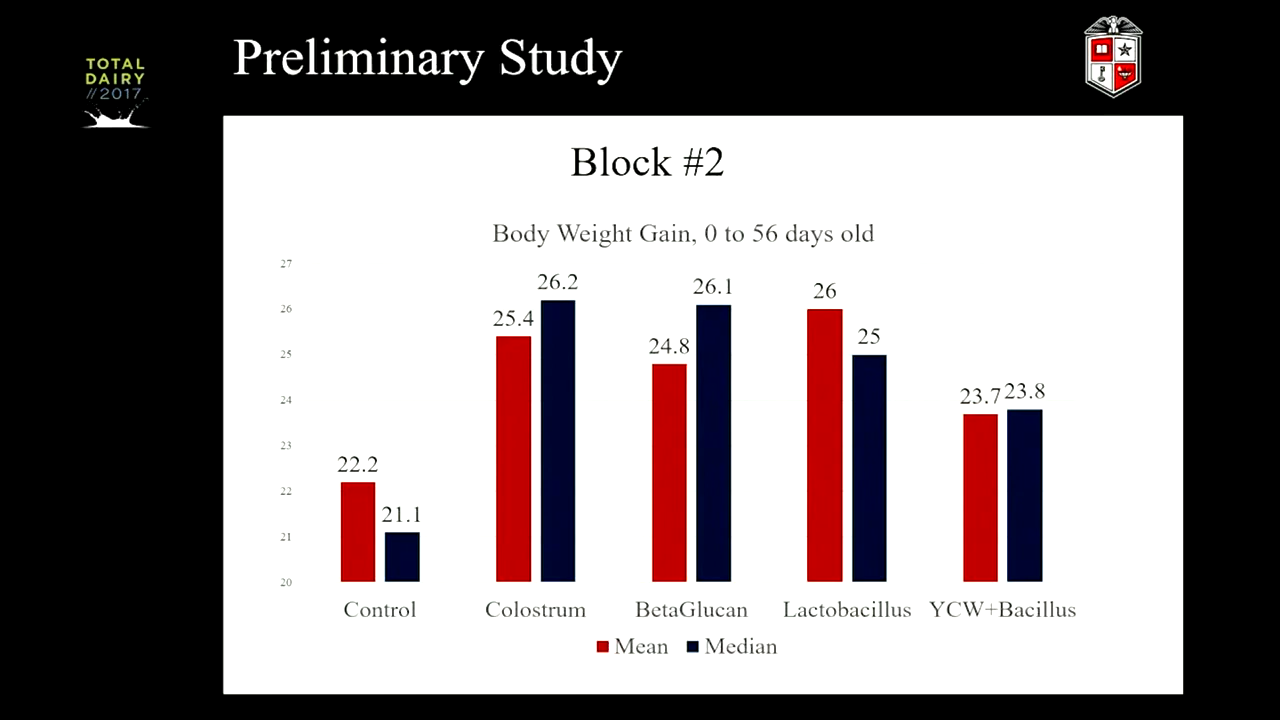 Preliminary Study
TOTAL
DAIRY
//2017
Block #2
Body Weight Gain, 0 to 56 days old
27
26
25
24
23
22
21
20
22.2
21.1
25.4
26.2
24.8
26.1
26
25
23.7
23.8
Control
Colostrum
BetaGlucan
Lactobacillus
YCW+Bacillus
Mean
Median